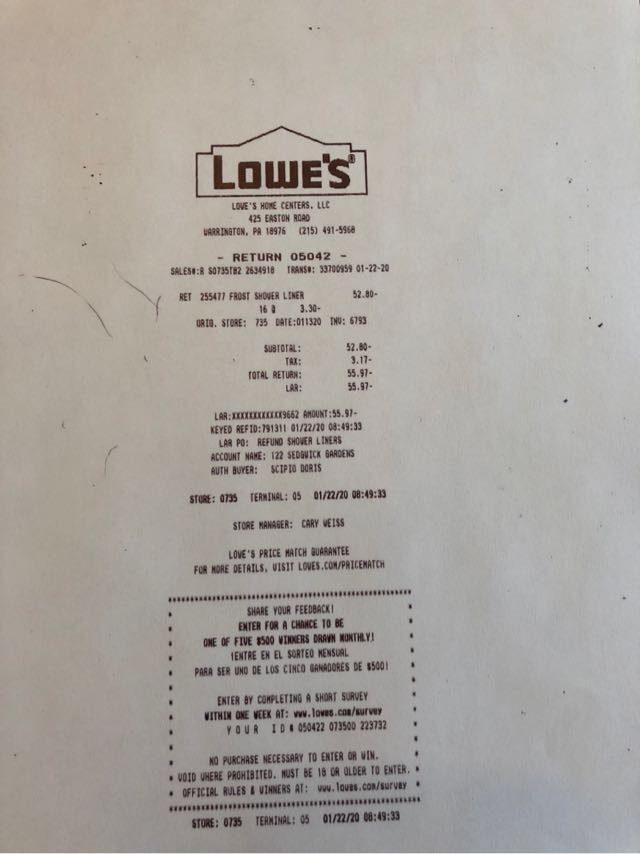 LOWE'S®
LOWE'S HOME CENTERS, LLC
425 EASTON ROAD
WARRINGTON, PA 18976 (215) 491-5968
- RETURN 05042 -
SALES#:R S0735TB2 2634918 TRANS#: 33700959 01-22-20
RET 255477 FROST SHOWER LINER 52.80-
16 @ 3.30-
ORIG. STORE: 735 DATE:011320 INV: 6793
SUBTOTAL: 52.80-
TAX: 3.17-
TOTAL RETURN: 55.97-
LAR: 55.97-
LAR:XXXXXXXXXXXX9662 AMOUNT:55.97-
KEYED REFID:791311 01/22/20 08:49:33
LAR PO: REFUND SHOWER LINERS
ACCOUNT NAME: 122 SEDGWICK GARDENS
AUTH BUYER: SCIPIO DORIS
STORE: 0735 TERMINAL: 05 01/22/20 08:49:33
STORE MANAGER: CARY WEISS
LOWE'S PRICE MATCH GUARANTEE
FOR MORE DETAILS, VISIT LOWES.COM/PRICEMATCH
SHARE YOUR FEEDBACK!
ENTER FOR A CHANCE TO BE
ONE OF FIVE $500 WINNERS DRAWN MONTHLY!
¡ENTRE EN EL SORTEO MENSUAL
PARA SER UNO DE LOS CINCO GANADORES DE $500!
ENTER BY COMPLETING A SHORT SURVEY
WITHIN ONE WEEK AT: www.lowes.com/survey
YOUR ID# 050422 073500 223732
NO PURCHASE NECESSARY TO ENTER OR WIN.
VOID WHERE PROHIBITED. MUST BE 18 OR OLDER TO ENTER.
OFFICIAL RULES & WINNERS AT: www.lowes.com/survey
STORE: 0735 TERMINAL: 05 01/22/20 08:49:33